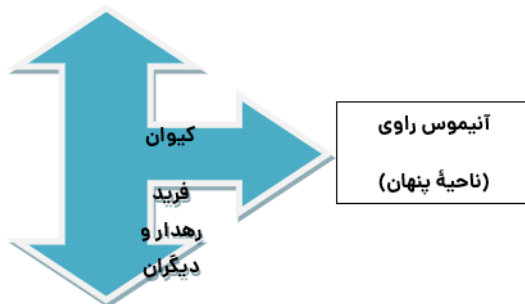 کیوان
فرید
رهدار و
دیگران
آنیموس راوی
(ناحیهٔ پنهان)